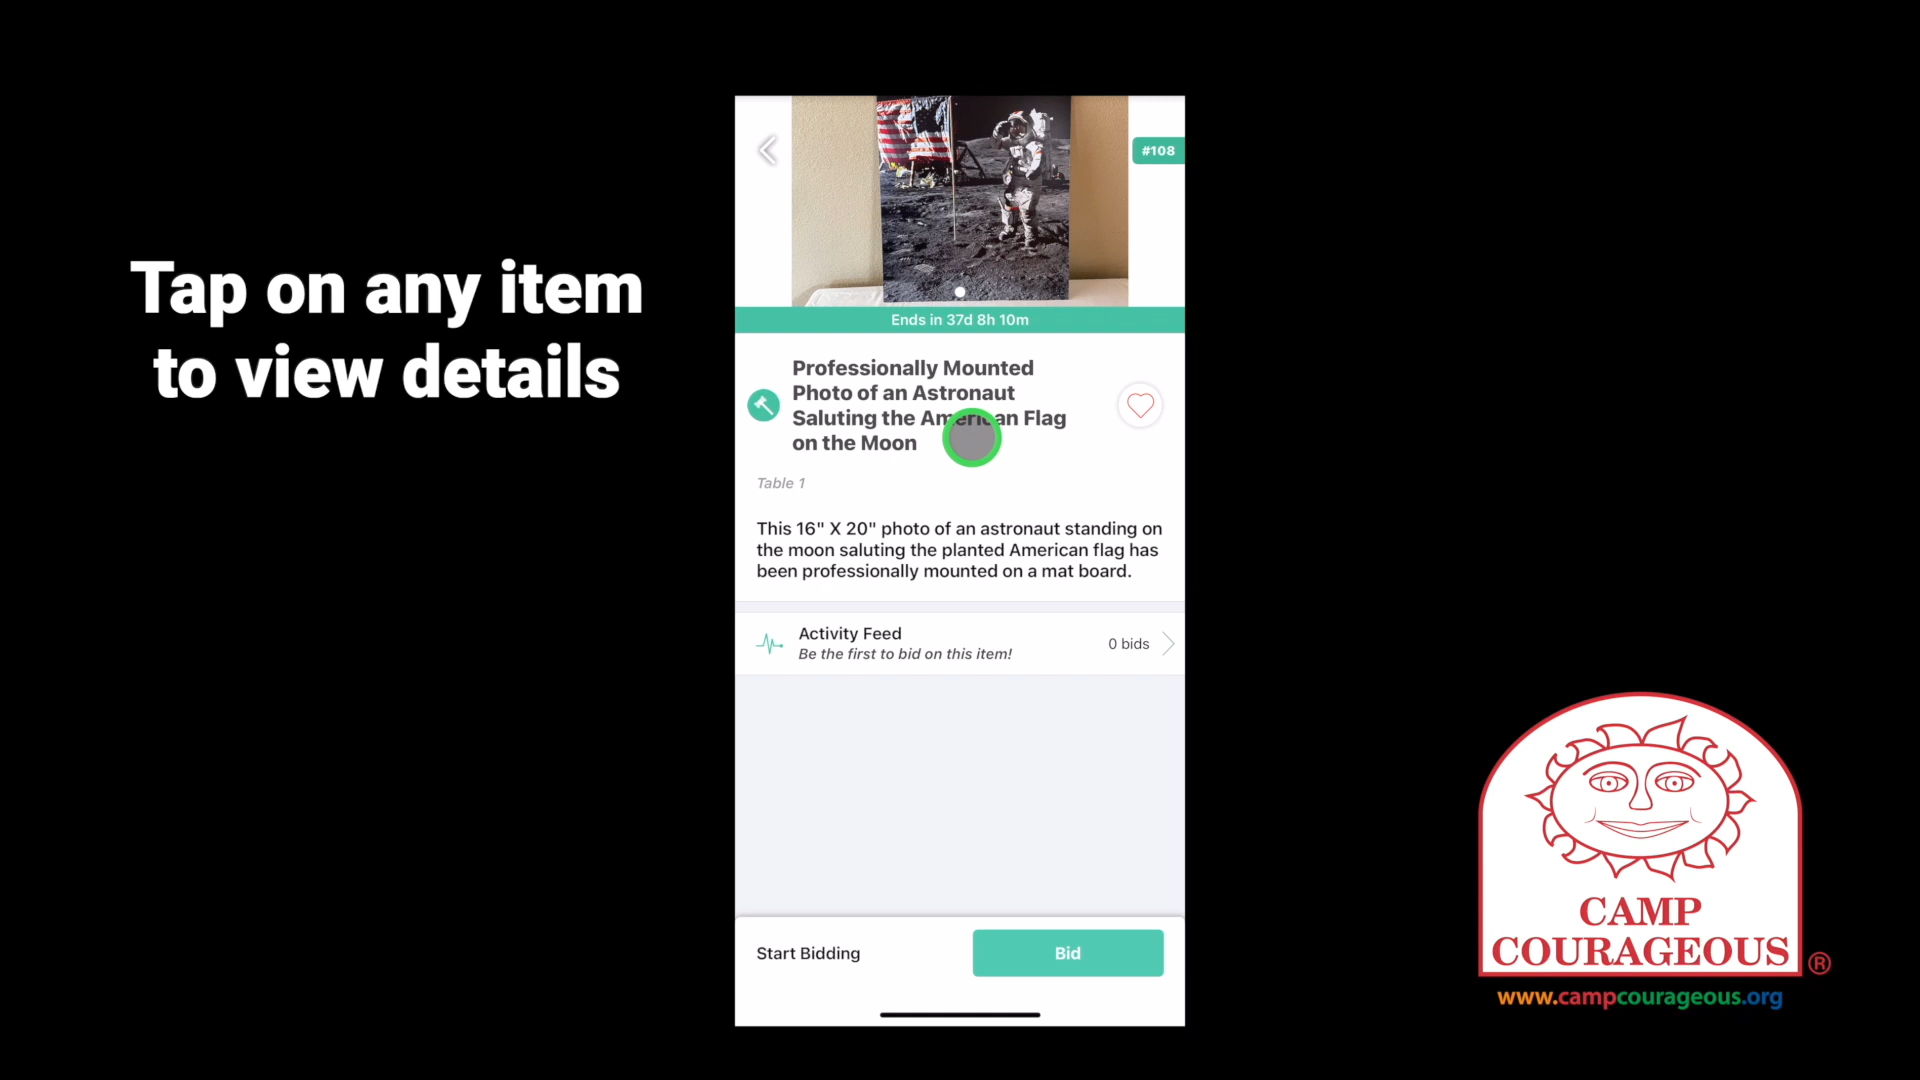 Tap on any item
to view details
#108
Ends in 37d 8h 10m
Professionally Mounted
Photo of an Astronaut
Saluting the American Flag
on the Moon
Table 1
This 16" X 20" photo of an astronaut standing on
the moon saluting the planted American flag has
been professionally mounted on a mat board.
Activity Feed
Be the first to bid on this item!
0 bids
Start Bidding
Bid
CAMP
COURAGEOUS ®
www.campcourageous.org